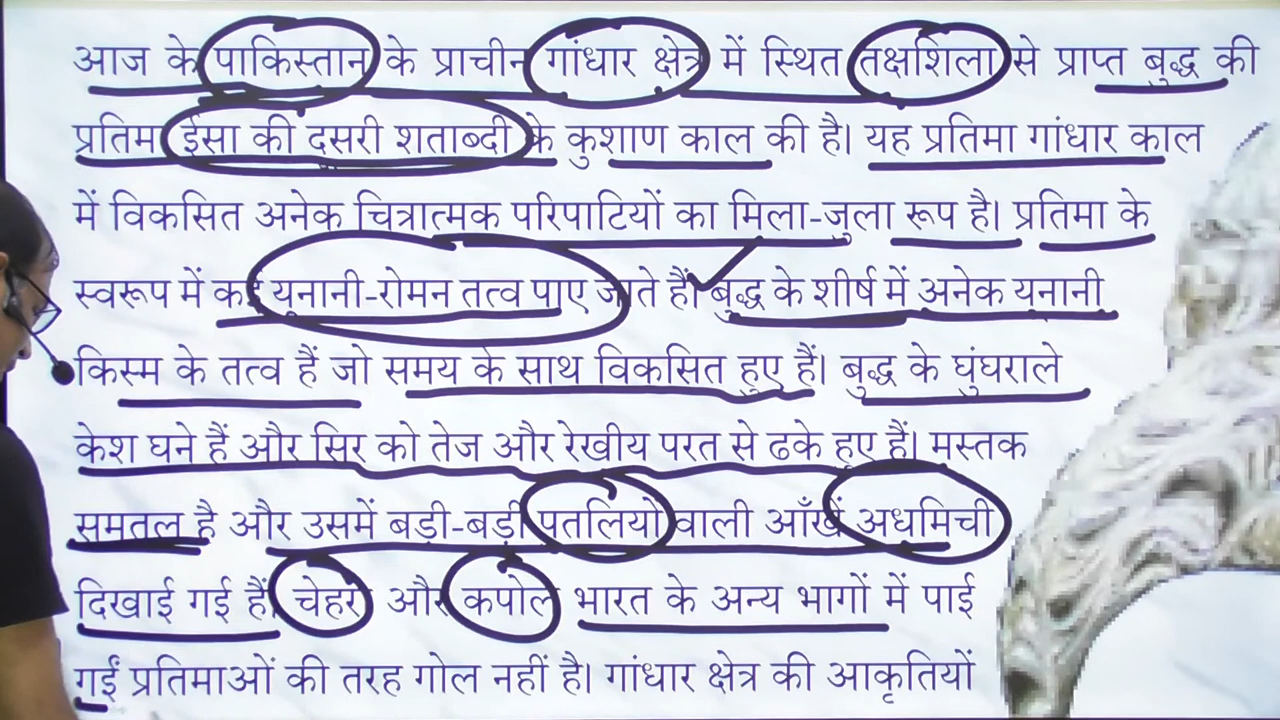 आज के पाकिस्तान के प्राचीन गांधार क्षेत्र में स्थित तक्षशिला से प्राप्त बुद्ध की
प्रतिमा ईसा की दूसरी शताब्दी के कुशाण काल की है। यह प्रतिमा गांधार काल
में विकसित अनेक चित्रात्मक परिपाटियों का मिला-जुला रूप है। प्रतिमा के
स्वरूप में कई यूनानी-रोमन तत्व पाए जाते हैं। बुद्ध के शीर्ष में अनेक यूनानी
किस्म के तत्व हैं जो समय के साथ विकसित हुए हैं। बुद्ध के घुंघराले
केश घने हैं और सिर को तेज और रेखीय परत से ढके हुए हैं। मस्तक
समतल है और उसमें बड़ी-बड़ी पुतलियों वाली आँखें अधमिची
दिखाई गई हैं। चेहरा और कपोल भारत के अन्य भागों में पाई
गईं प्रतिमाओं की तरह गोल नहीं है। गांधार क्षेत्र की आकृतियों